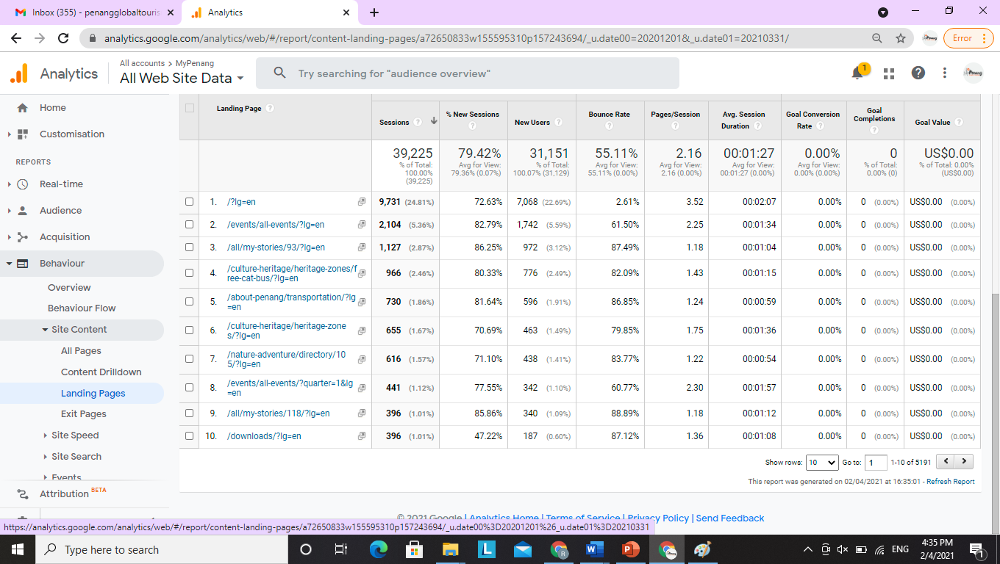 Inbox (355) - penangglobaltouris
Analytics
analytics.google.com/analytics/web/#/report/content-landing-pages/a72650833w155595310p157243694/_u.date00=20201201&_u.date01=20210331/
Error
Analytics
All accounts > MyPenang
All Web Site Data
Try searching for "audience overview"
1
Home
Customisation
REPORTS
Real-time
Audience
Acquisition
Behaviour
Overview
Behaviour Flow
Site Content
All Pages
Content Drilldown
Landing Pages
Exit Pages
Site Speed
Site Search
Events
Attribution BETA
Landing Page
Sessions
% New Sessions
New Users
Bounce Rate
Pages/Session
Avg. Session Duration
Goal Conversion Rate
Goal Completions
Goal Value
39,225 79.42% 31,151 55.11% 2.16 00:01:27 0.00% 0 US$0.00
% of Total: 100.00% (39,225)
Avg for View: 79.36% (0.07%)
% of Total: 100.07% (31,129)
Avg for View: 55.11% (0.00%)
Avg for View: 2.16 (0.00%)
Avg for View: 00:01:27 (0.00%)
Avg for View: 0.00% (0.00%)
% of Total: 0.00% (0)
% of Total: 0.00% (US$0.00)
1. /?lg=en 9,731 (24.81%) 72.63% 7,068 (22.69%) 2.61% 3.52 00:02:07 0.00% 0 (0.00%) US$0.00 (0.00%)
2. /events/all-events/?lg=en 2,104 (5.36%) 82.79% 1,742 (5.59%) 61.50% 2.25 00:01:34 0.00% 0 (0.00%) US$0.00 (0.00%)
3. /all/my-stories/93/?lg=en 1,127 (2.87%) 86.25% 972 (3.12%) 87.49% 1.18 00:01:04 0.00% 0 (0.00%) US$0.00 (0.00%)
4. /culture-heritage/heritage-zones/f
ree-cat-bus/?lg=en 966 (2.46%) 80.33% 776 (2.49%) 82.09% 1.43 00:01:15 0.00% 0 (0.00%) US$0.00 (0.00%)
5. /about-penang/transportation/?lg
=en 730 (1.86%) 81.64% 596 (1.91%) 86.85% 1.24 00:00:59 0.00% 0 (0.00%) US$0.00 (0.00%)
6. /culture-heritage/heritage-zone
s/?lg=en 655 (1.67%) 70.69% 463 (1.49%) 79.85% 1.75 00:01:36 0.00% 0 (0.00%) US$0.00 (0.00%)
7. /nature-adventure/directory/10
5/?lg=en 616 (1.57%) 71.10% 438 (1.41%) 83.77% 1.22 00:00:54 0.00% 0 (0.00%) US$0.00 (0.00%)
8. /events/all-events/?quarter=1&lg
=en 441 (1.12%) 77.55% 342 (1.10%) 60.77% 2.30 00:01:57 0.00% 0 (0.00%) US$0.00 (0.00%)
9. /all/my-stories/118/?lg=en 396 (1.01%) 85.86% 340 (1.09%) 88.89% 1.18 00:01:12 0.00% 0 (0.00%) US$0.00 (0.00%)
10. /downloads/?lg=en 396 (1.01%) 47.22% 187 (0.60%) 87.12% 1.36 00:01:08 0.00% 0 (0.00%) US$0.00 (0.00%)
Show rows: 10 Go to: 1 1-10 of 5191
This report was generated on 02/04/2021 at 16:35:01 - Refresh Report
© 2021 Google | Analytics Home | Terms of Service | Privacy Policy | Send Feedback
https://analytics.google.com/analytics/web/#/report/content-landing-pages/a72650833w155595310p157243694/_u.date00%3D20201201%26_u.date01%3D20210331
Type here to search
ENG
4:35 PM
2/4/2021
1